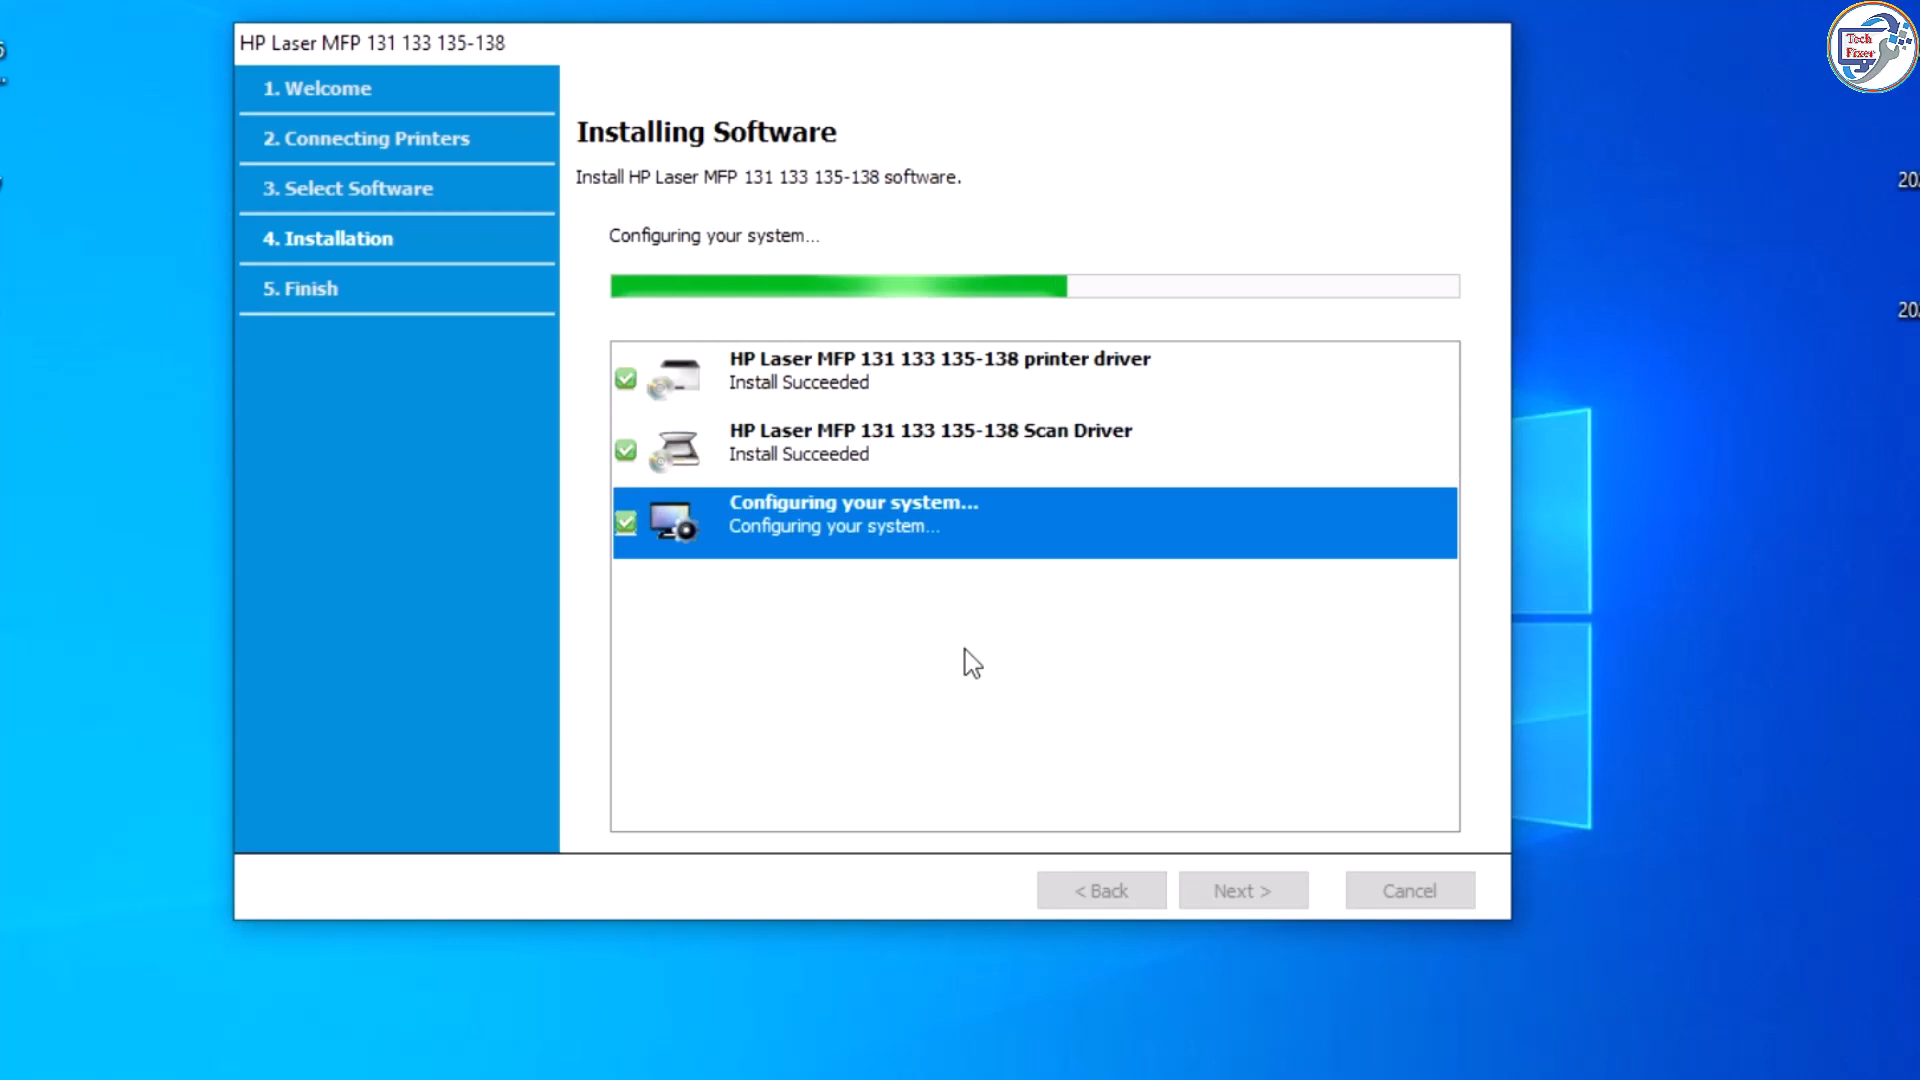 HP Laser MFP 131 133 135-138
Tech
Fixer
1. Welcome
2. Connecting Printers
3. Select Software
4. Installation
5. Finish
Installing Software
Install HP Laser MFP 131 133 135-138 software.
Configuring your system...
HP Laser MFP 131 133 135-138 printer driver
Install Succeeded
HP Laser MFP 131 133 135-138 Scan Driver
Install Succeeded
Configuring your system...
Configuring your system...
< Back
Next >
Cancel